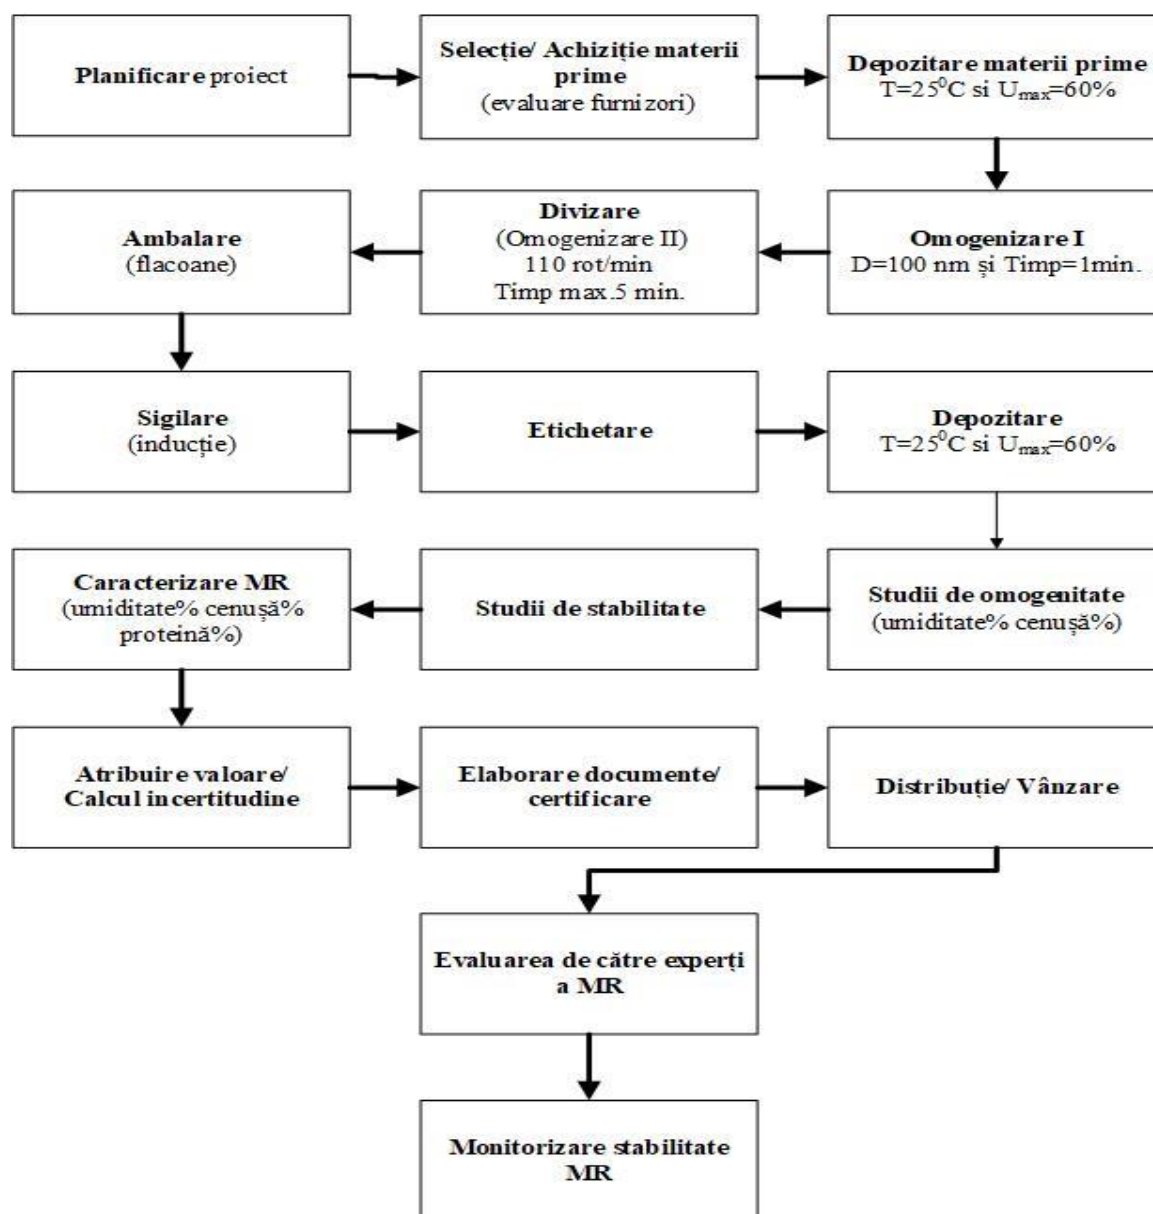 Planificare proiect
Selecție/ Achiziție materii
prime
(evaluare furnizori)
Depozitare materii prime
T=25⁰C si Uₘₐₓ=60%
Omogenizare I
D=100 nm și Timp=1min.
Divizare
(Omogenizare II)
110 rot/min
Timp max.5 min.
Ambalare
(flacoane)
Sigilare
(inducție)
Etichetare
Depozitare
T=25⁰C si Uₘₐₓ=60%
Studii de omogenitate
(umiditate% cenușă%)
Studii de stabilitate
Caracterizare MR
(umiditate% cenușă%
proteină%)
Atribuire valoare/
Calcul incertitudine
Elaborare documente/
certificare
Distribuție/ Vânzare
Evaluarea de către experți
a MR
Monitorizare stabilitate
MR